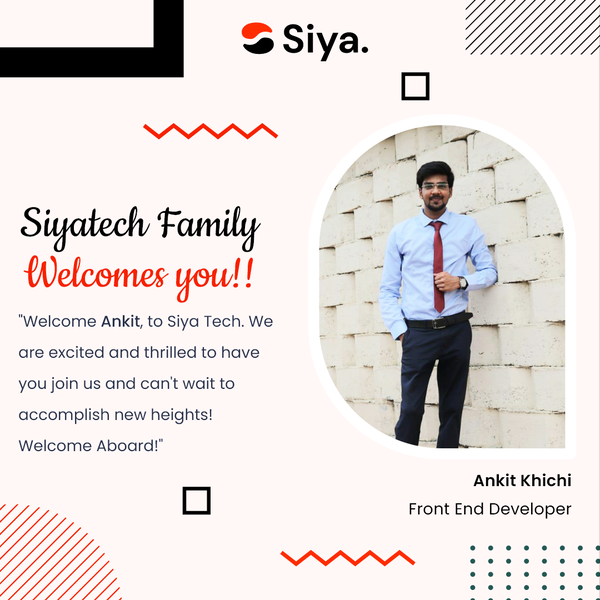 Siya.
Siyatech Family
Welcomes you!!
"Welcome Ankit, to Siya Tech. We
are excited and thrilled to have
you join us and can't wait to
accomplish new heights!
Welcome Aboard!"
Ankit Khichi
Front End Developer